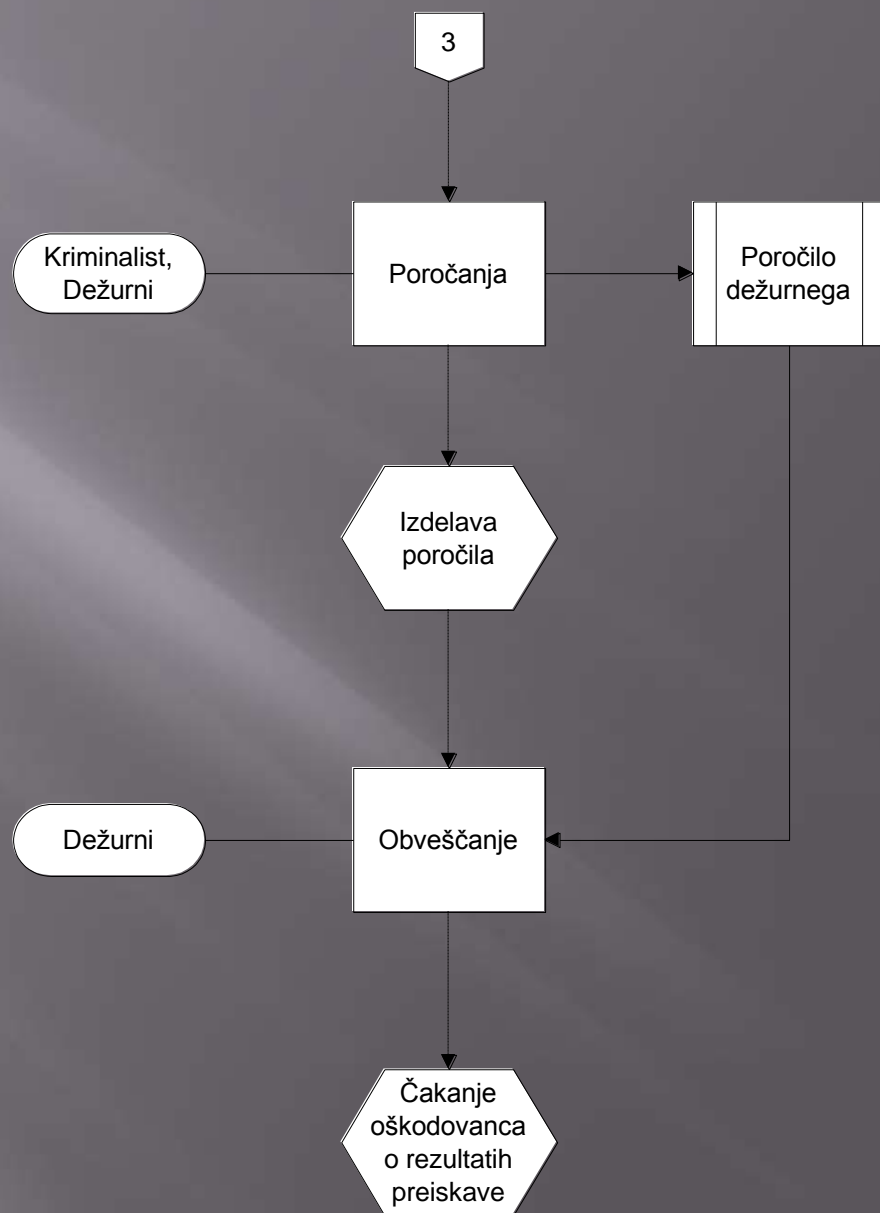 3
Kriminalist,
Dežurni
Poročanja
Poročilo
dežurnega
Izdelava
poročila
Dežurni
Obveščanje
Čakanje
oškodovanca
o rezultatih
preiskave